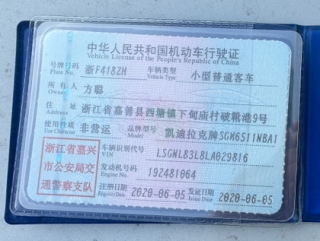 中华人民共和国机动车行驶证
Vehicle License of the People's Republic of China
号牌号码 浙F418ZH 车辆类型 小型普通客车
Plate No. Vehicle Type
所有人 方聪
Owner
住址 浙江省嘉善县西塘镇下甸庙村
港9号
Address
使用性质 非营运 品牌型号 凯迪拉克牌SGM6511NBA1
Use Character Model
浙江省嘉兴
市公安局交
通警察支队
车辆识别代号 LSGNL83L8LA029816
VIN
发动机号码 192481064
Engine No.
注册日期 2020-06-05 发证日期 2020-06-05
Register Date Issue Date